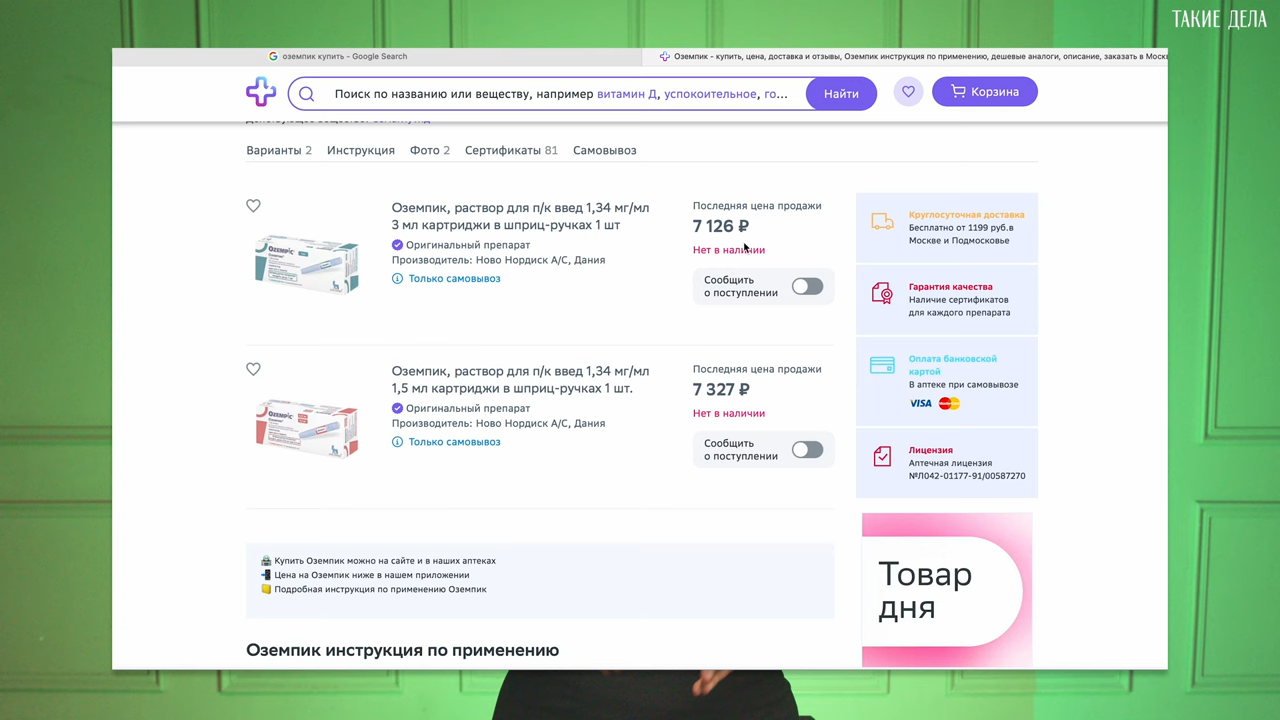 ТАКИЕ ДЕЛА
оземпик купить – Google Search
Оземпик - купить, цена, доставка и отзывы, Оземпик инструкция по применению, дешевые аналоги, описание, заказать в Москв
Поиск по названию или веществу, например витамин Д, успокоительное, го...
Найти
Корзина
Варианты 2
Инструкция
Фото 2
Сертификаты 81
Самовывоз
Оземпик, раствор для п/к введ 1,34 мг/мл
3 мл картриджи в шприц-ручках 1 шт
Оригинальный препарат
Производитель: Ново Нордиск А/С, Дания
Только самовывоз
OZEMPIC
Последняя цена продажи
7 126 ₽
Нет в наличии
Сообщить
о поступлении
Оземпик, раствор для п/к введ 1,34 мг/мл
1,5 мл картриджи в шприц-ручках 1 шт.
Оригинальный препарат
Производитель: Ново Нордиск А/С, Дания
Только самовывоз
OZEMPIC
Последняя цена продажи
7 327 ₽
Нет в наличии
Сообщить
о поступлении
Круглосуточная доставка
Бесплатно от 1199 руб.в
Москве и Подмосковье
Гарантия качества
Наличие сертификатов
для каждого препарата
Оплата банковской
картой
В аптеке при самовывозе
VISA
Лицензия
Аптечная лицензия
№Л042-01177-91/00587270
Товар
дня
Купить Оземпик можно на сайте и в наших аптеках
Цена на Оземпик ниже в нашем приложении
Подробная инструкция по применению Оземпик
Оземпик инструкция по применению